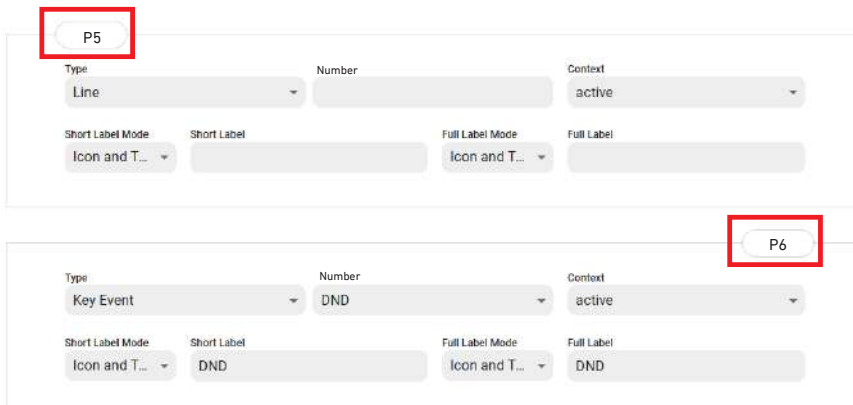 P5
Type Number Context
Line active
Short Label Mode Short Label Full Label Mode Full Label
Icon and T... Icon and T...
P6
Type Number Context
Key Event DND active
Short Label Mode Short Label Full Label Mode Full Label
Icon and T... DND Icon and T... DND